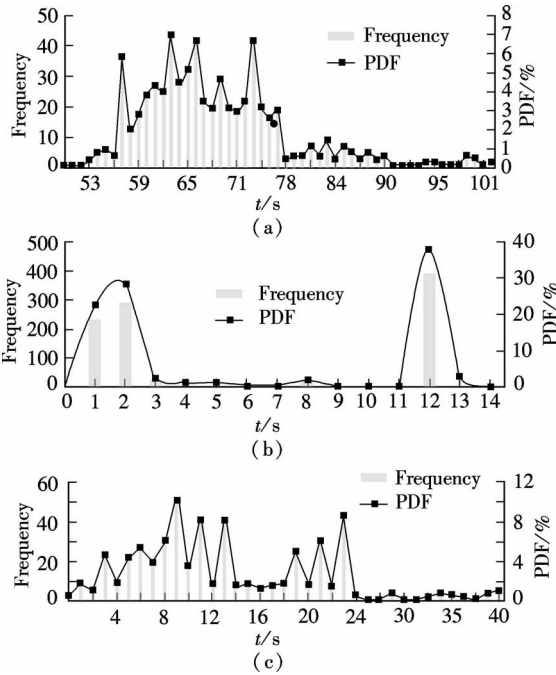 50
40
30
20
10
0
Frequency
8
7
6
5
4
3
2
1
0
PDF/%
Frequency
PDF
53 59 65 71 78 84 90 95 101
t/s
(a)
500
400
300
200
100
0
Frequency
40
30
20
10
0
PDF/%
Frequency
PDF
0 1 2 3 4 5 6 7 8 9 10 11 12 13 14
t/s
(b)
60
40
20
0
Frequency
12
8
4
0
PDF/%
Frequency
PDF
4 8 12 16 20 24 30 35 40
t/s
(c)